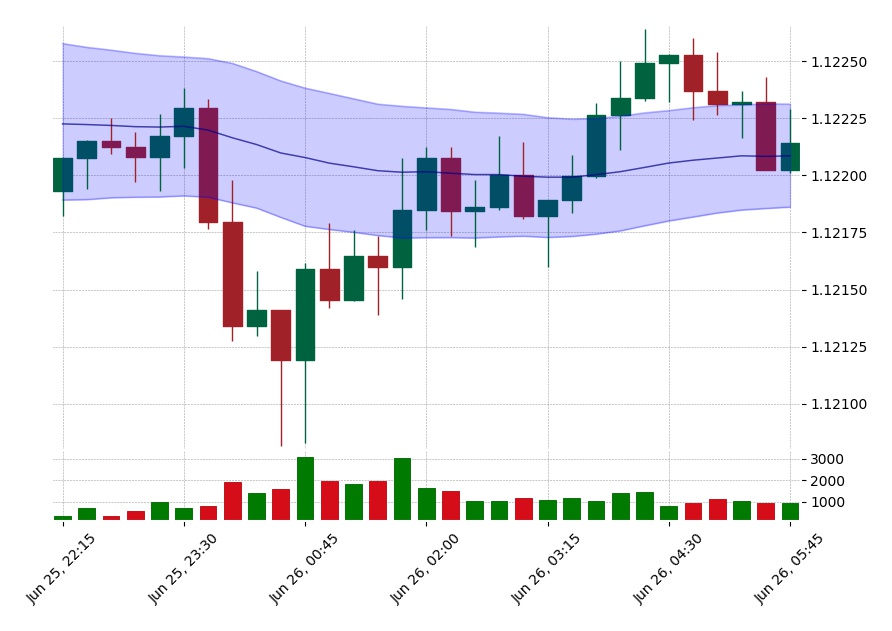 1.12250
1.12225
1.12200
1.12175
1.12150
1.12125
1.12100
3000
2000
1000
Jun 25, 22:15
Jun 25, 23:30
Jun 26, 00:45
Jun 26, 02:00
Jun 26, 03:15
Jun 26, 04:30
Jun 26, 05:45